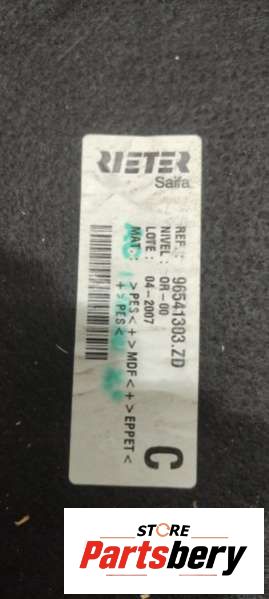 RIETER
Saifa
REF.: 96541303.ZD
NIVEL: OR-00
LOTE: 04-2007
MAT.: >PES<+>MDF<+>EPPET<
+>PES<
C
STORE
Partsbery